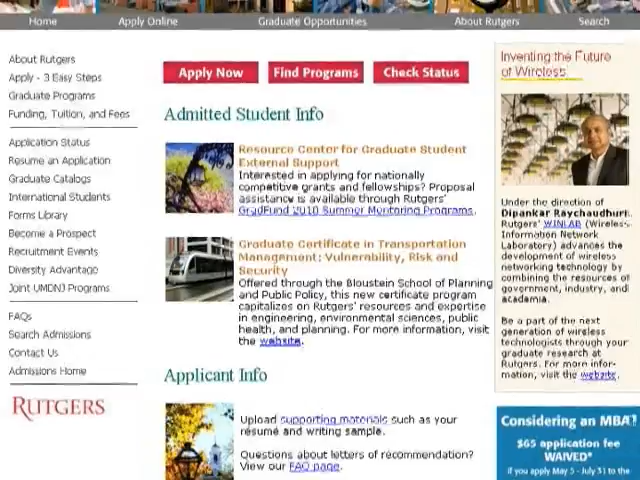 Home Apply Online Graduate Opportunities About Rutgers Search
About Rutgers
Apply - 3 Easy Steps
Graduate Programs
Funding, Tuition, and Fees
Application Status
Resume an Application
Graduate Catalogs
International Students
Forms Library
Become a Prospect
Recruitment Events
Diversity Advantage
Joint UMDNJ Programs
FAQs
Search Admissions
Contact Us
Admissions Home
RUTGERS
Apply Now Find Programs Check Status
Admitted Student Info
Resource Center for Graduate Student
External Support
Interested in applying for nationally
competitive grants and fellowships? Proposal
assistance is available through Rutgers'
GradFund 2010 Summer Mentoring Programs.
Graduate Certificate in Transportation
Management: Vulnerability, Risk and
Security
Offered through the Bloustein School of Planning
and Public Policy, this new certificate program
capitalizes on Rutgers' resources and expertise
in engineering, environmental sciences, public
health, and planning. For more information, visit
the website.
Applicant Info
Upload supporting materials such as your
résumé and writing sample.
Questions about letters of recommendation?
View our FAQ page.
Inventing the Future
of Wireless
Under the direction of
Dipankar Raychaudhuri,
Rutgers' WINLAB (Wireless
Information Network
Laboratory) advances the
development of wireless
networking technology by
combining the resources of
government, industry, and
academia.
Be a part of the next
generation of wireless
technologists through your
graduate research at
Rutgers. For more infor-
mation, visit the website.
Considering an MBA?
$65 application fee
WAIVED*
if you apply May 5 - July 31 to the